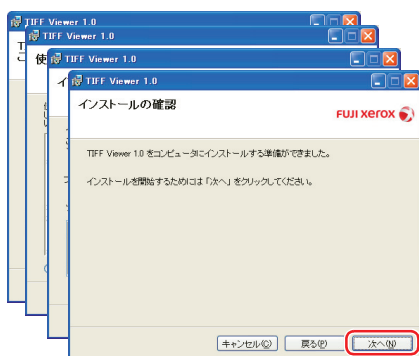 TIFF Viewer 1.0
TIFF Viewer 1.0
使
TIFF Viewer 1.0
TIFF Viewer 1.0
インストールの確認
FUJI XEROX
TIFF Viewer 1.0 をコンピュータにインストールする準備ができました。
インストールを開始するためには「次へ」をクリックしてください。
キャンセル(C) 戻る(P) 次へ(N)